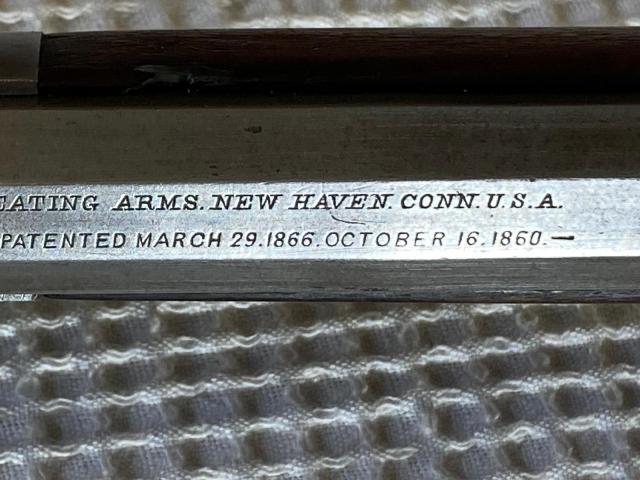 EATING ARMS. NEW HAVEN. CONN. U.S.A.
PATENTED MARCH 29.1866. OCTOBER 16.1860.—